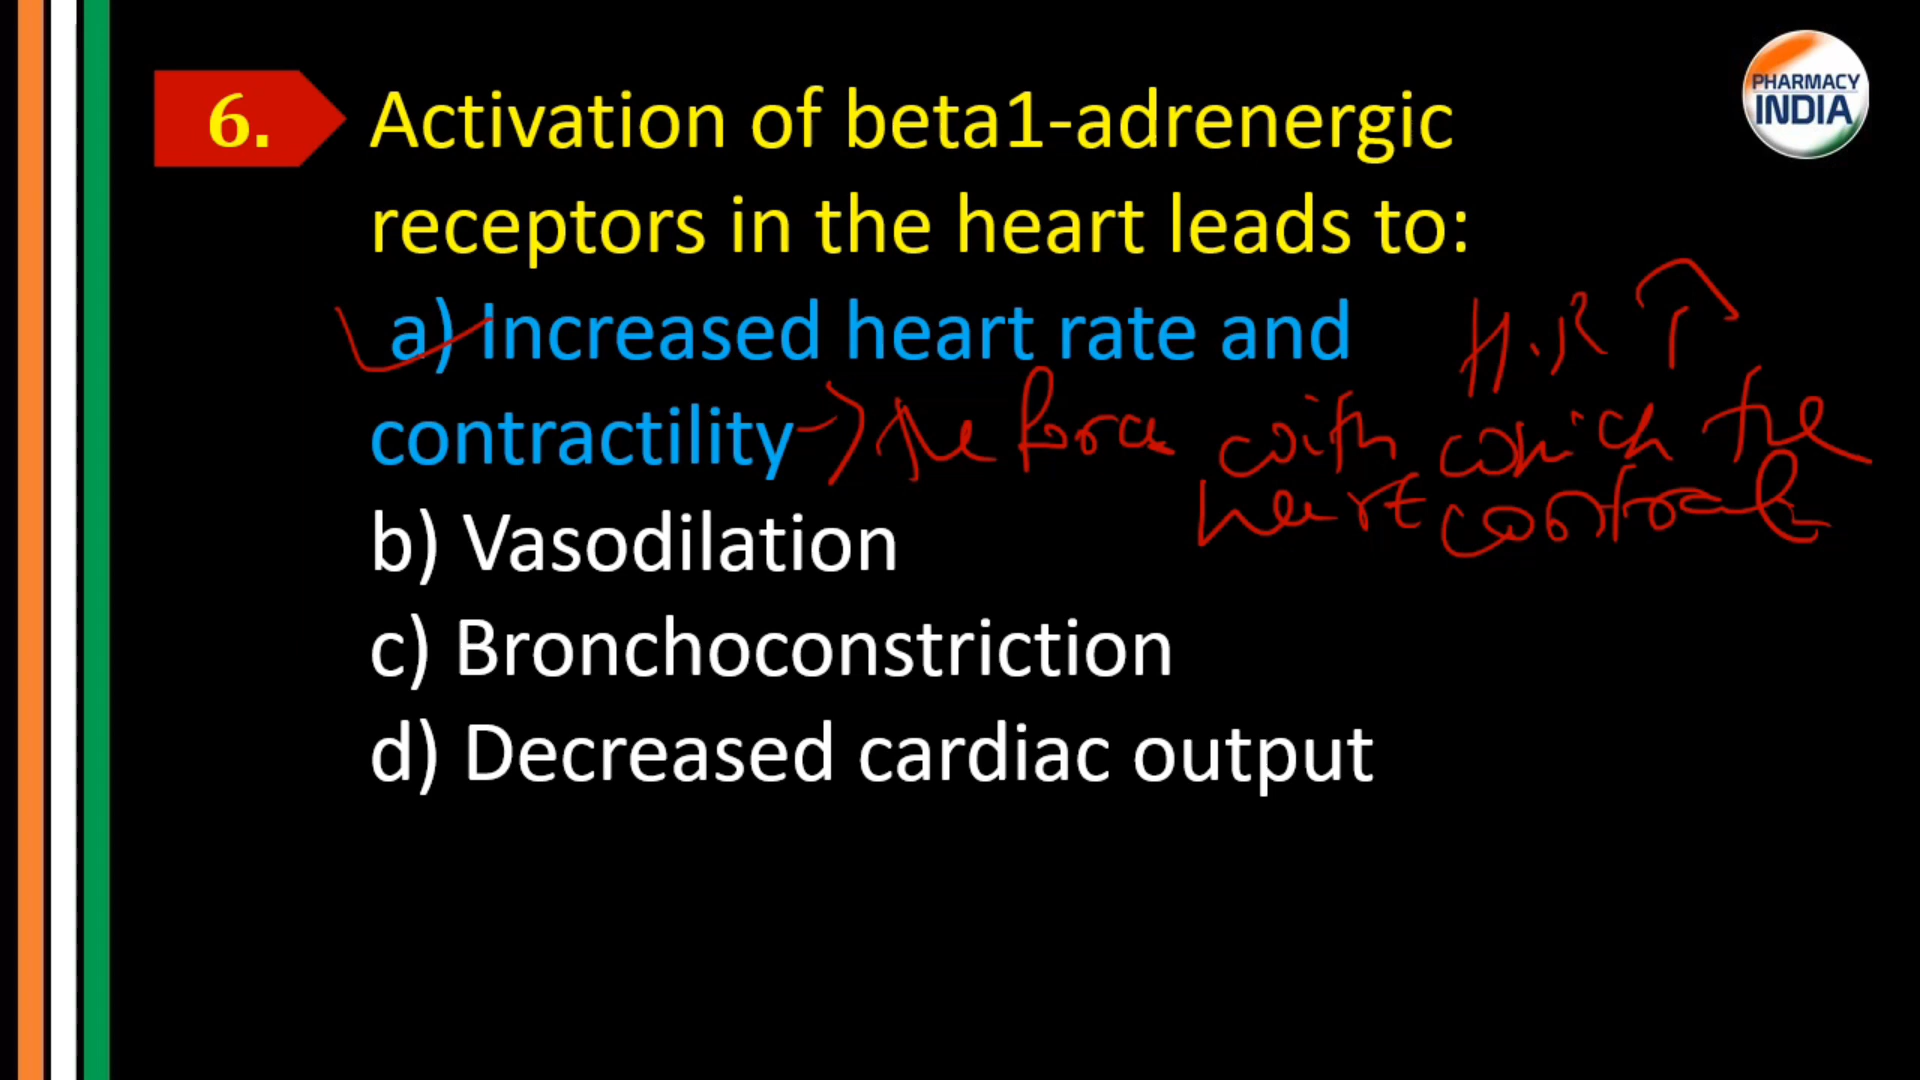 PHARMACY
INDIA
6. Activation of beta1-adrenergic
receptors in the heart leads to:
a) Increased heart rate and
H.R ↑
contractility → the force with which the
heart contract
b) Vasodilation
c) Bronchoconstriction
d) Decreased cardiac output